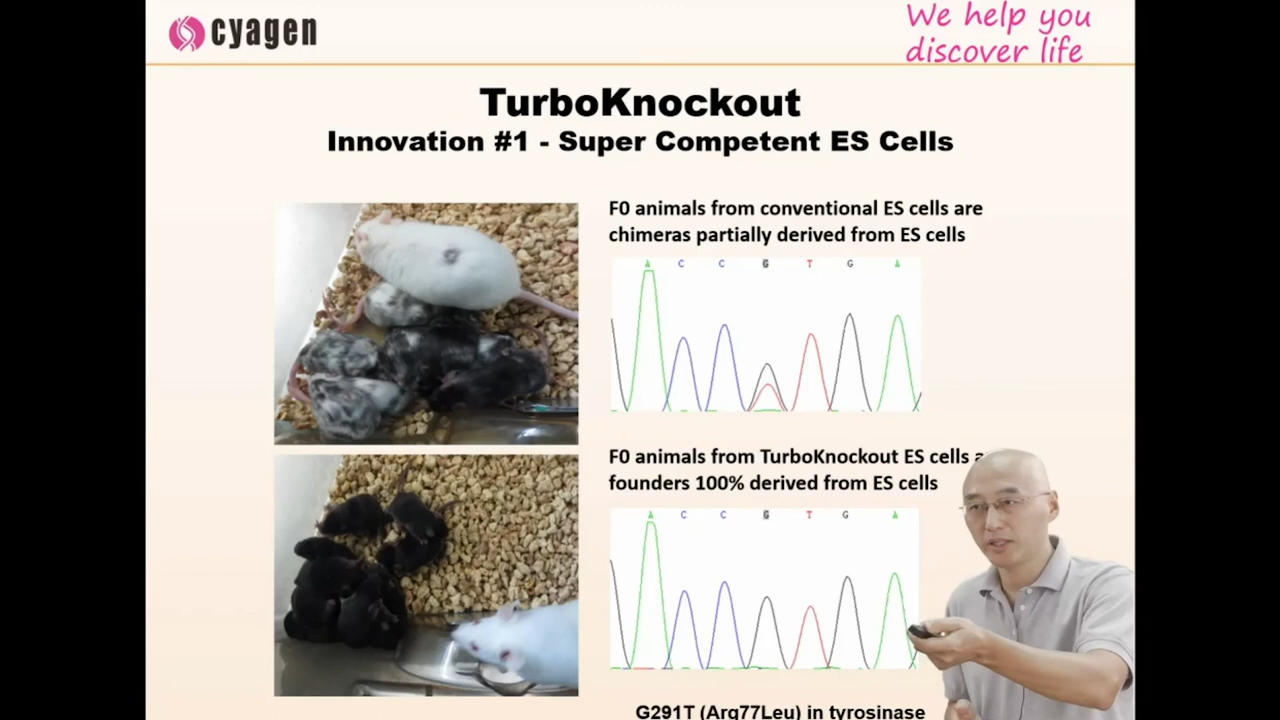 cyagen
We help you
discover life
TurboKnockout
Innovation #1 - Super Competent ES Cells
F0 animals from conventional ES cells are
chimeras partially derived from ES cells
A C C G T G A
F0 animals from TurboKnockout ES cells
founders 100% derived from ES cells
A C C G T G A
G291T (Arg77Leu) in tyrosinase